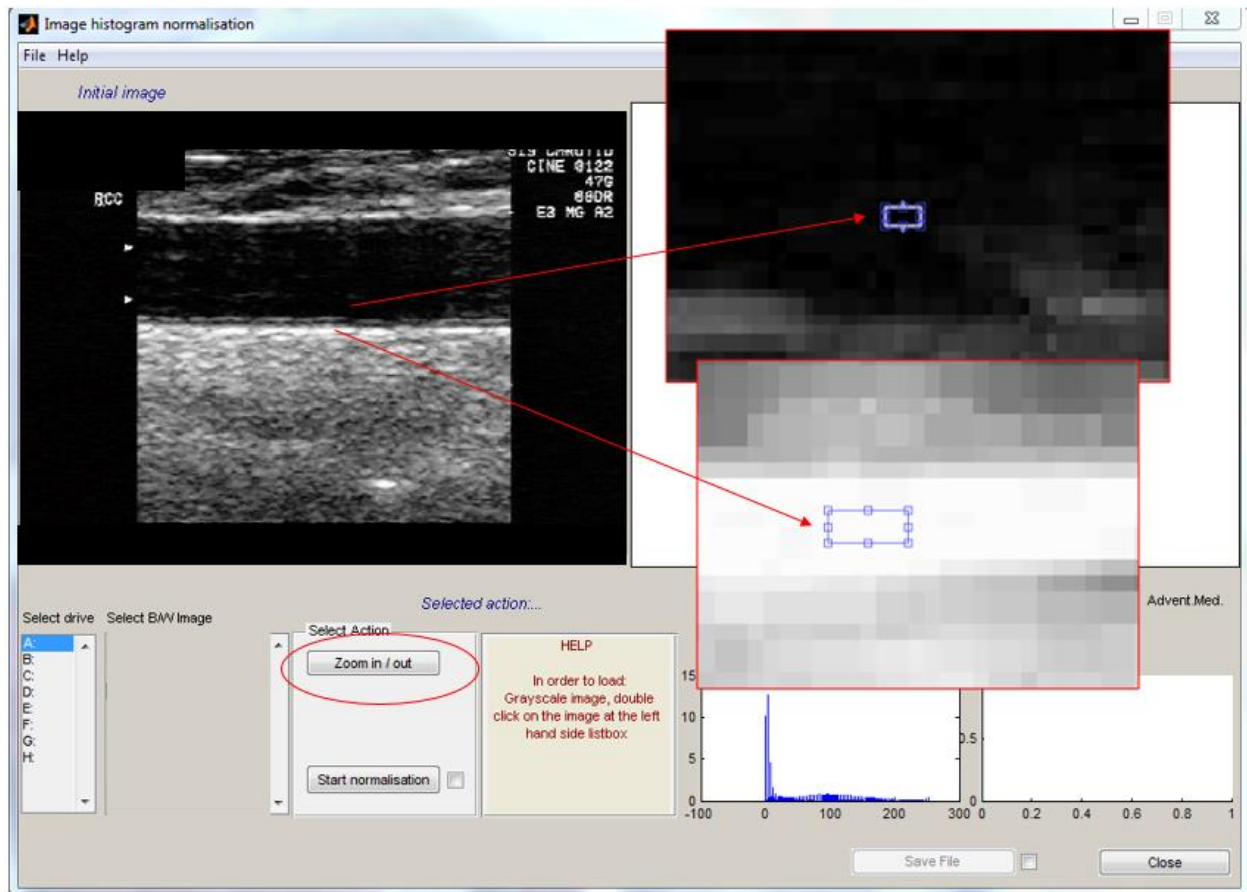 Image histogram normalisation
File Help
Initial image
CINE 0122
47G
68DR
E3 MG A2
RCC
Selected action:...
Advent.Med.
Select drive
Select B/W Image
A:
B:
C:
D:
E:
F:
G:
H:
Select Action
Zoom in / out
Start normalisation
HELP
In order to load:
Grayscale image, double
click on the image at the left
hand side listbox
15
10
5
0
-100 0 100 200 300
0.5
0
0 0.2 0.4 0.6 0.8 1
Save File
Close